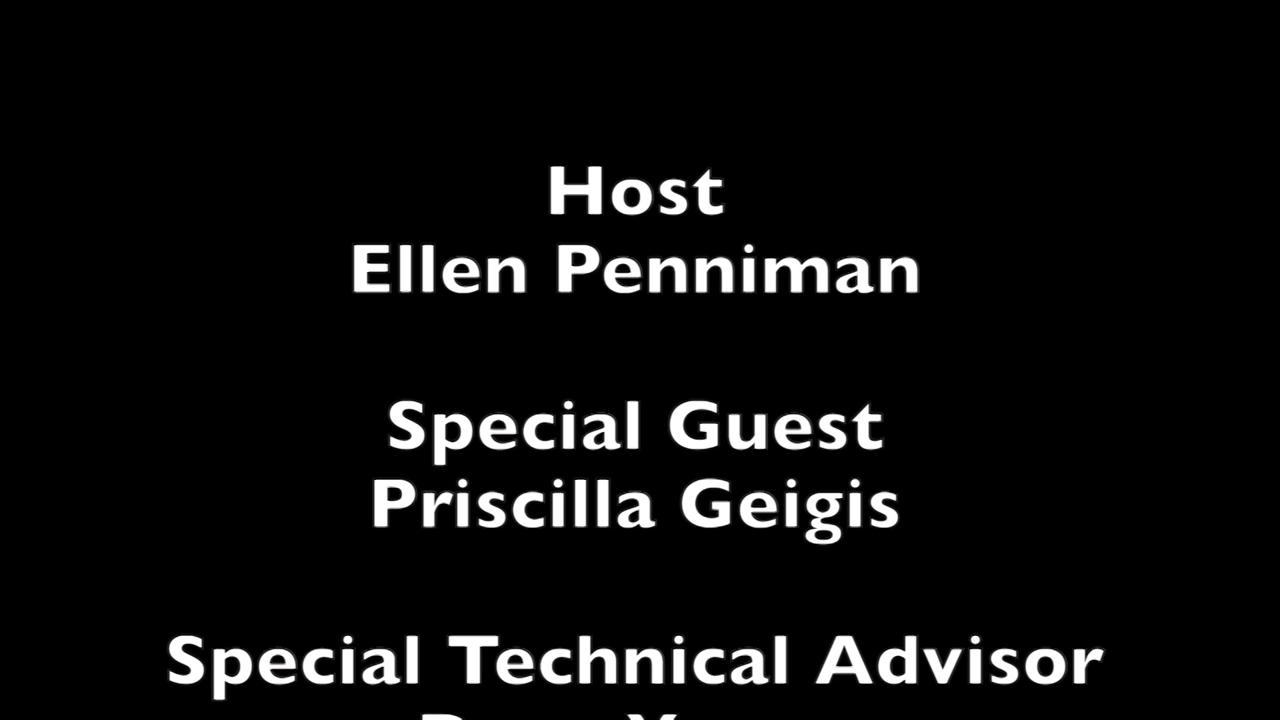 Host
Ellen Penniman
Special Guest
Priscilla Geigis
Special Technical Advisor